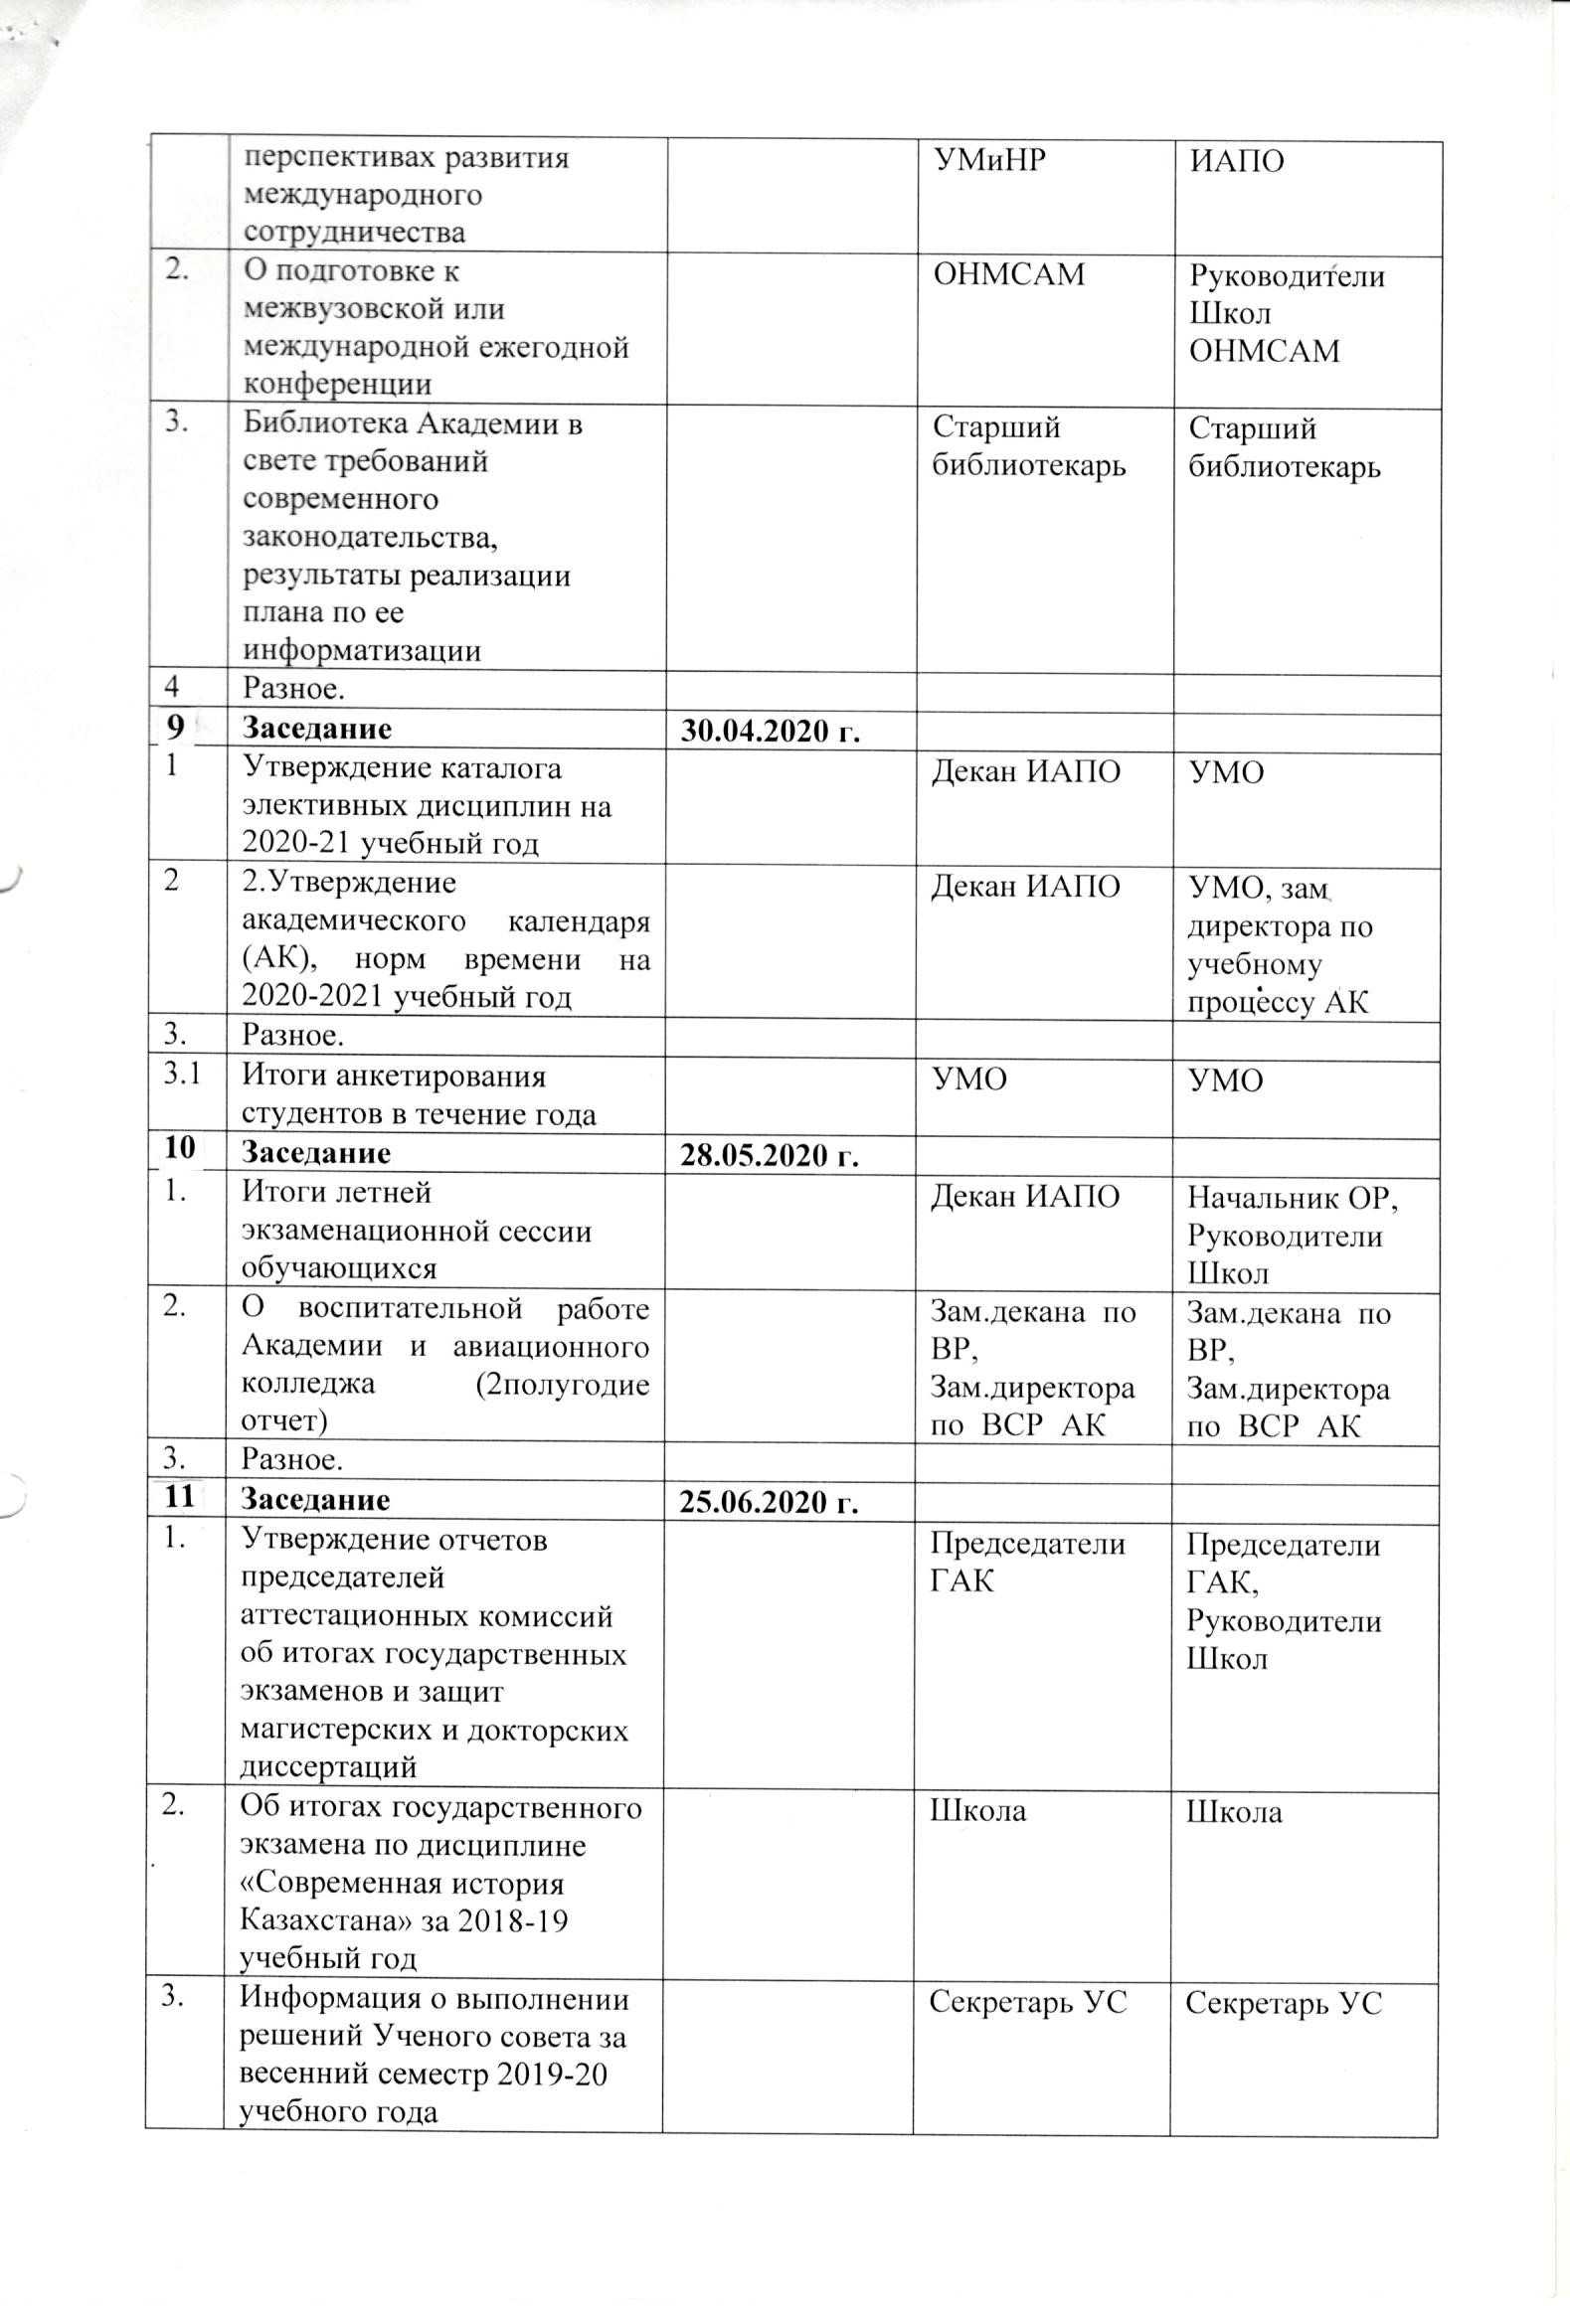 перспективах развития
международного
сотрудничества
УМиНР
ИАПО
2.
О подготовке к
межвузовской или
международной ежегодной
конференции
ОНМСАМ
Руководители
Школ
ОНМСАМ
3.
Библиотека Академии в
свете требований
современного
законодательства,
результаты реализации
плана по ее
информатизации
Старший
библиотекарь
Старший
библиотекарь
4
Разное.
9
Заседание
30.04.2020 г.
1
Утверждение каталога
элективных дисциплин на
2020-21 учебный год
Декан ИАПО
УМО
2
2.Утверждение
академического календаря
(АК), норм времени на
2020-2021 учебный год
Декан ИАПО
УМО, зам.
директора по
учебному
процессу АК
3.
Разное.
3.1
Итоги анкетирования
студентов в течение года
УМО
УМО
10
Заседание
28.05.2020 г.
1.
Итоги летней
экзаменационной сессии
обучающихся
Декан ИАПО
Начальник ОР,
Руководители
Школ
2.
О воспитательной работе
Академии и авиационного
колледжа (2полугодие
отчет)
Зам.декана по
ВР,
Зам.директора
по ВСР АК
Зам.декана по
ВР,
Зам.директора
по ВСР АК
3.
Разное.
11
Заседание
25.06.2020 г.
1.
Утверждение отчетов
председателей
аттестационных комиссий
об итогах государственных
экзаменов и защит
магистерских и докторских
диссертаций
Председатели
ГАК
Председатели
ГАК,
Руководители
Школ
2.
Об итогах государственного
экзамена по дисциплине
«Современная история
Казахстана» за 2018-19
учебный год
Школа
Школа
3.
Информация о выполнении
решений Ученого совета за
весенний семестр 2019-20
учебного года
Секретарь УС
Секретарь УС